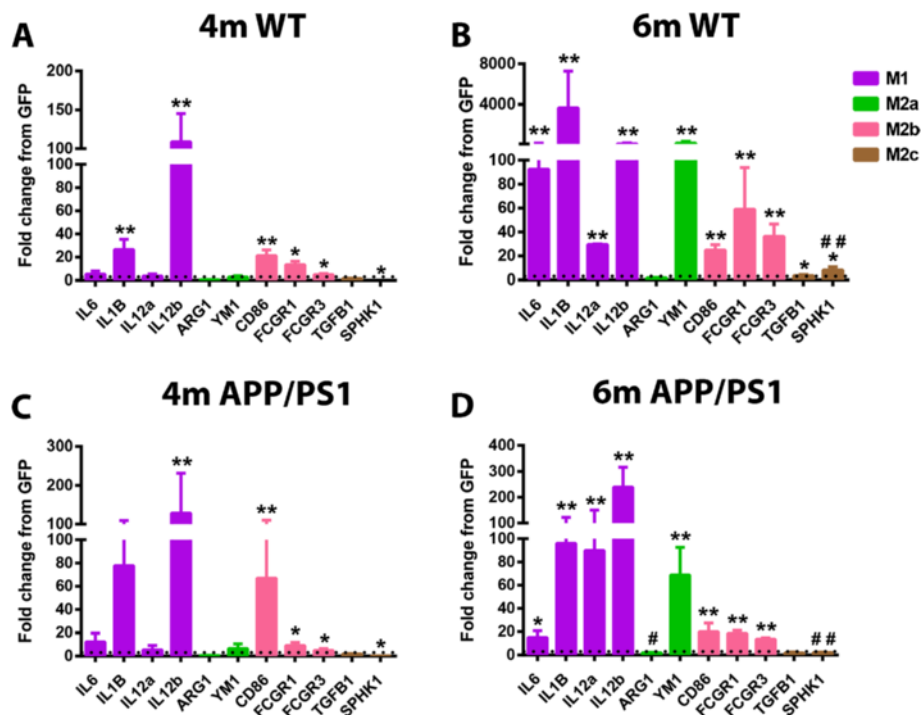 A
4m WT
Fold change from GFP
200
150
100
80
60
40
20
0
**
**
**
*
*
*
IL6
IL1B
IL12a
IL12b
ARG1
YM1
CD86
FCGR1
FCGR3
TGFB1
SPHK1
B
6m WT
Fold change from GFP
8000
4000
100
80
60
40
20
0
**
**
**
**
**
**
**
**
*
##
*
IL6
IL1B
IL12a
IL12b
ARG1
YM1
CD86
FCGR1
FCGR3
TGFB1
SPHK1
M1
M2a
M2b
M2c
C
4m APP/PS1
Fold change from GFP
300
200
100
80
60
40
20
0
**
**
*
*
*
IL6
IL1B
IL12a
IL12b
ARG1
YM1
CD86
FCGR1
FCGR3
TGFB1
SPHK1
D
6m APP/PS1
Fold change from GFP
400
300
200
100
80
60
40
20
0
*
**
**
**
#
**
**
**
**
##
IL6
IL1B
IL12a
IL12b
ARG1
YM1
CD86
FCGR1
FCGR3
TGFB1
SPHK1